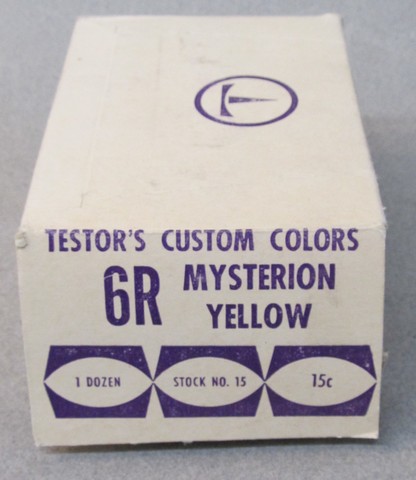 TESTOR'S CUSTOM COLORS
6R MYSTERION
YELLOW
1 DOZEN STOCK NO. 15 15c